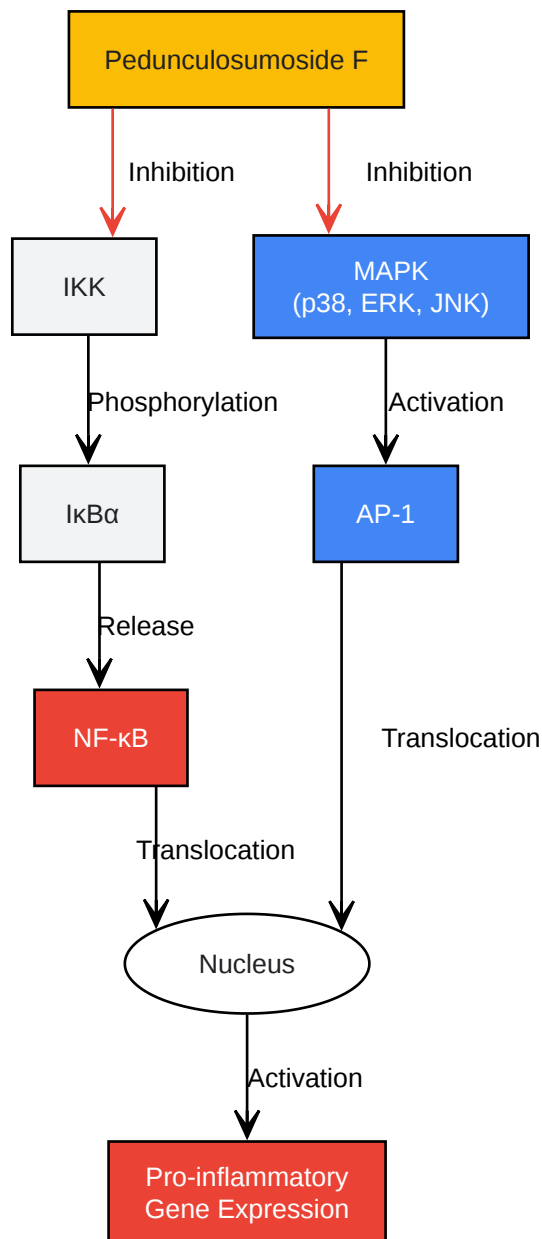 Pedunculosumoside F
Inhibition
Inhibition
IKK
MAPK
(p38, ERK, JNK)
Phosphorylation
Activation
IκBα
AP-1
Release
NF-κB
Translocation
Translocation
Nucleus
Activation
Pro-inflammatory
Gene Expression